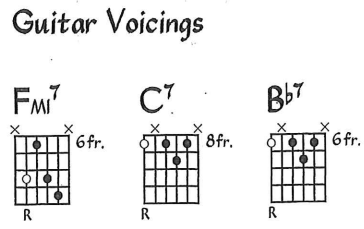 Guitar Voicings
FMI7 C7 Bb7
× × 6fr. × × 8fr. × × 6fr.
R R R